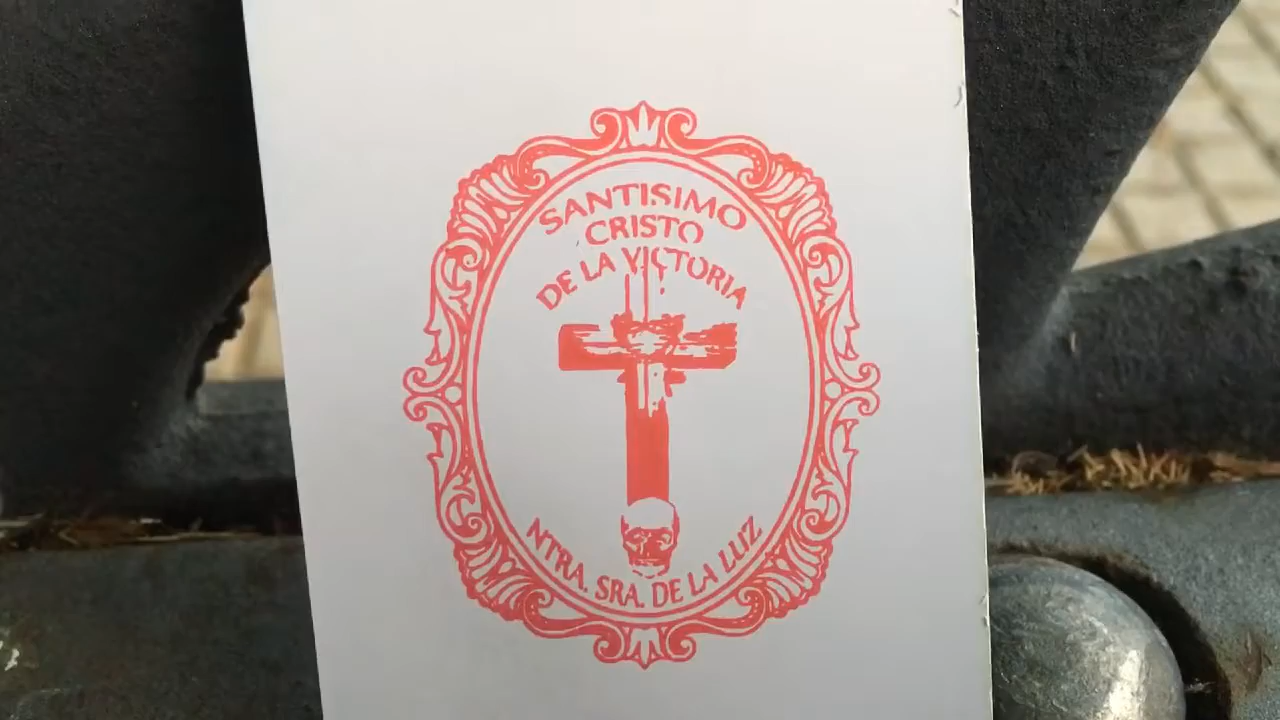 SANTISIMO
CRISTO
DE LA VICTORIA
NTRA. SRA. DE LA LUZ